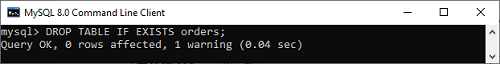 MySQL 8.0 Command Line Client
mysql> DROP TABLE IF EXISTS orders;
Query OK, 0 rows affected, 1 warning (0.04 sec)